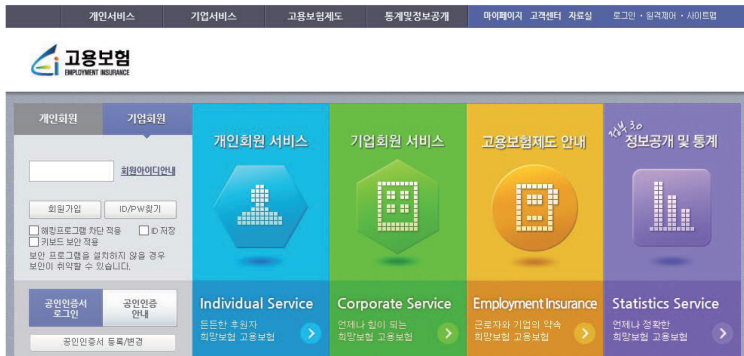 개인서비스 기업서비스 고용보험제도 통계및정보공개 마이페이지 고객센터 자료실 로그인 · 원격제어 · 사이트맵
고용보험
EMPLOYMENT INSURANCE
개인회원 기업회원
회원아이디안내
회원가입 ID/PW찾기
해킹프로그램 차단 적용 ID 저장
키보드 보안 적용
보안 프로그램을 설치하지 않을 경우
보안이 취약할 수 있습니다.
공인인증서
로그인
공인인증
안내
공인인증서 등록/변경
개인회원 서비스
Individual Service
든든한 후원자
희망보험 고용보험
기업회원 서비스
Corporate Service
언제나 힘이 되는
희망보험 고용보험
고용보험제도 안내
Employment Insurance
근로자와 기업의 약속
희망보험 고용보험
정부 3.0
정보공개 및 통계
Statistics Service
언제나 정확한
희망보험 고용보험